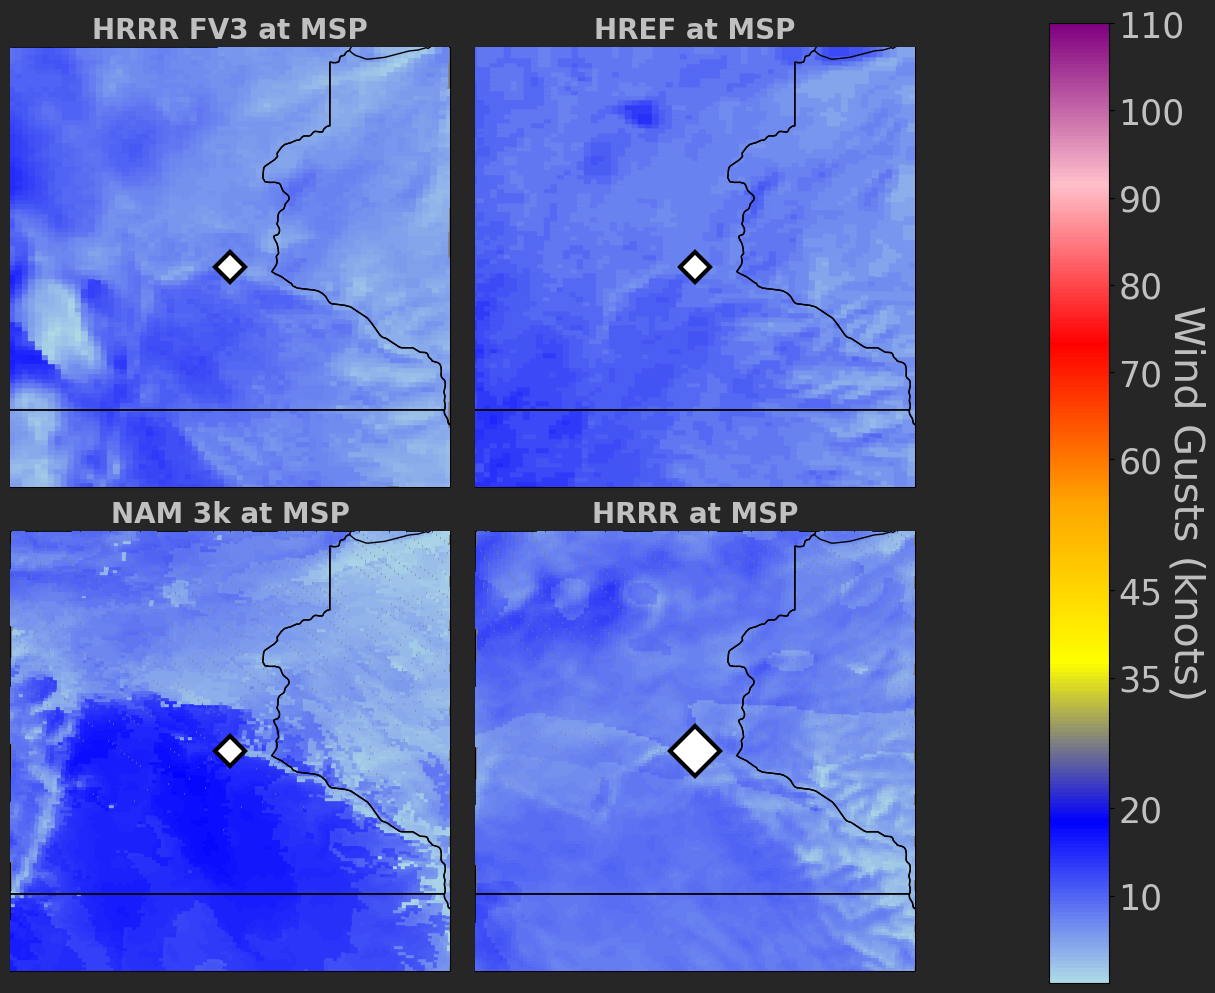 HRRR FV3 at MSP
HREF at MSP
NAM 3k at MSP
HRRR at MSP
110
100
90
80
70
60
45
35
20
10
Wind Gusts (knots)